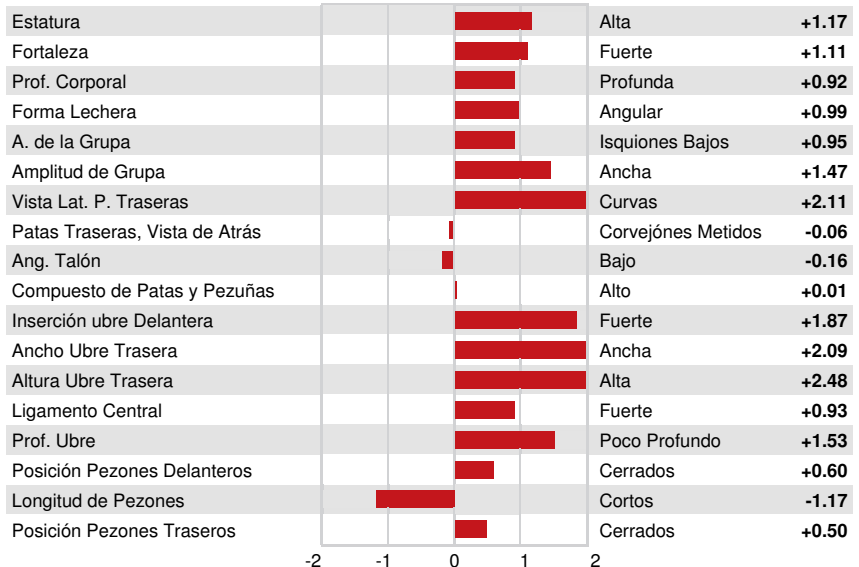 Estatura Alta +1.17
Fortaleza Fuerte +1.11
Prof. Corporal Profunda +0.92
Forma Lechera Angular +0.99
A. de la Grupa Isquiones Bajos +0.95
Amplitud de Grupa Ancha +1.47
Vista Lat. P. Traseras Curvas +2.11
Patas Traseras, Vista de Atrás Corvejónes Metidos -0.06
Ang. Talón Bajo -0.16
Compuesto de Patas y Pezuñas Alto +0.01
Inserción ubre Delantera Fuerte +1.87
Ancho Ubre Trasera Ancha +2.09
Altura Ubre Trasera Alta +2.48
Ligamento Central Fuerte +0.93
Prof. Ubre Poco Profundo +1.53
Posición Pezones Delanteros Cerrados +0.60
Longitud de Pezones Cortos -1.17
Posición Pezones Traseros Cerrados +0.50
-2 -1 0 1 2